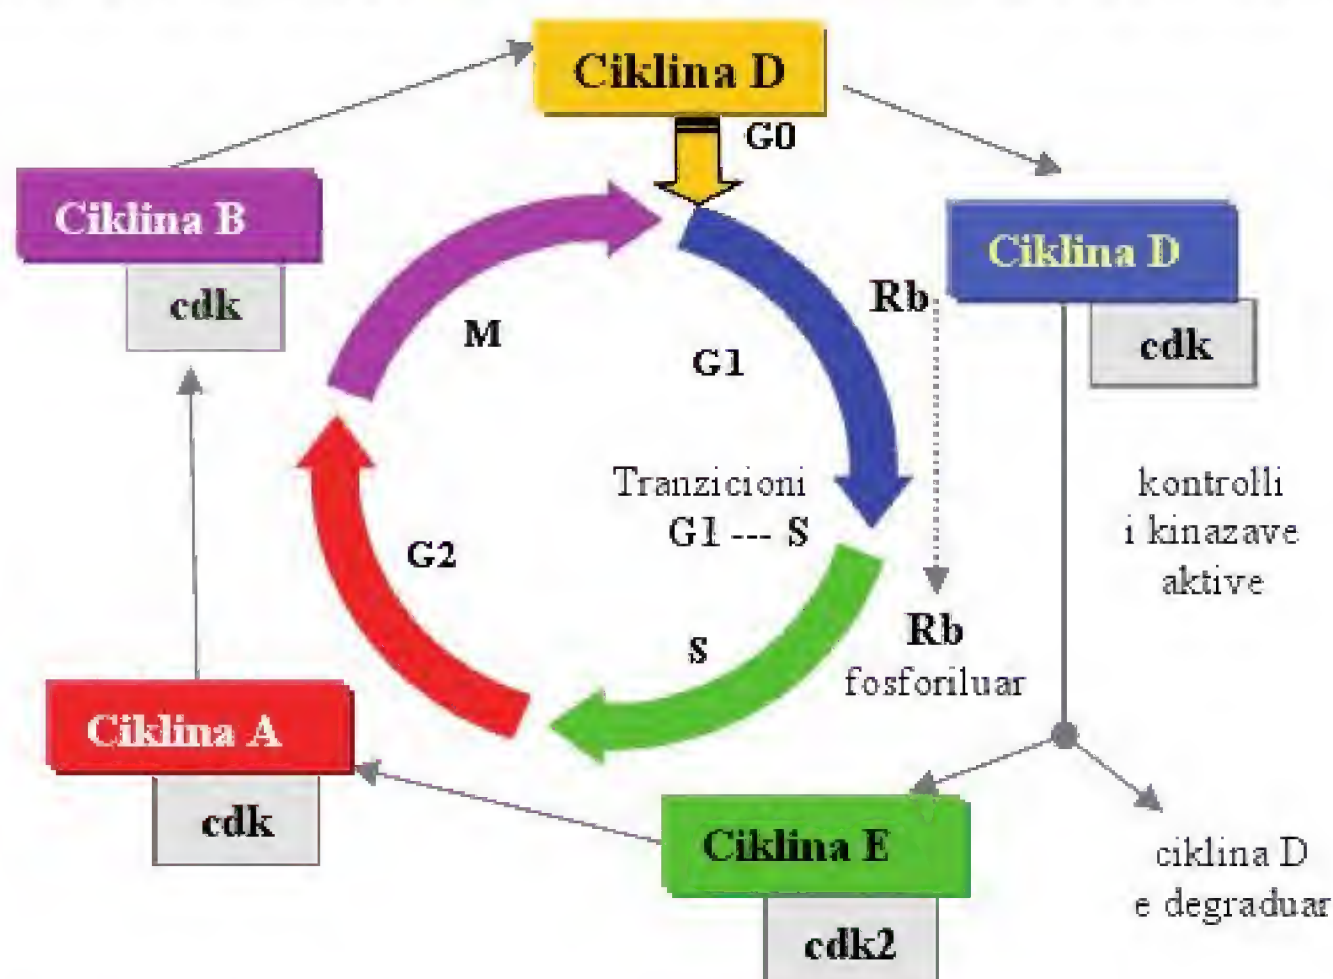 Ciklina D
G0
Ciklina B
cdk
Ciklina D
cdk
Rb
M
G1
Tranzicioni
G1 --- S
kontrolli
i kinazave
aktive
G2
S
Rb
fosforiluar
Ciklina A
cdk
Ciklina E
cdk2
ciklina D
e degraduar